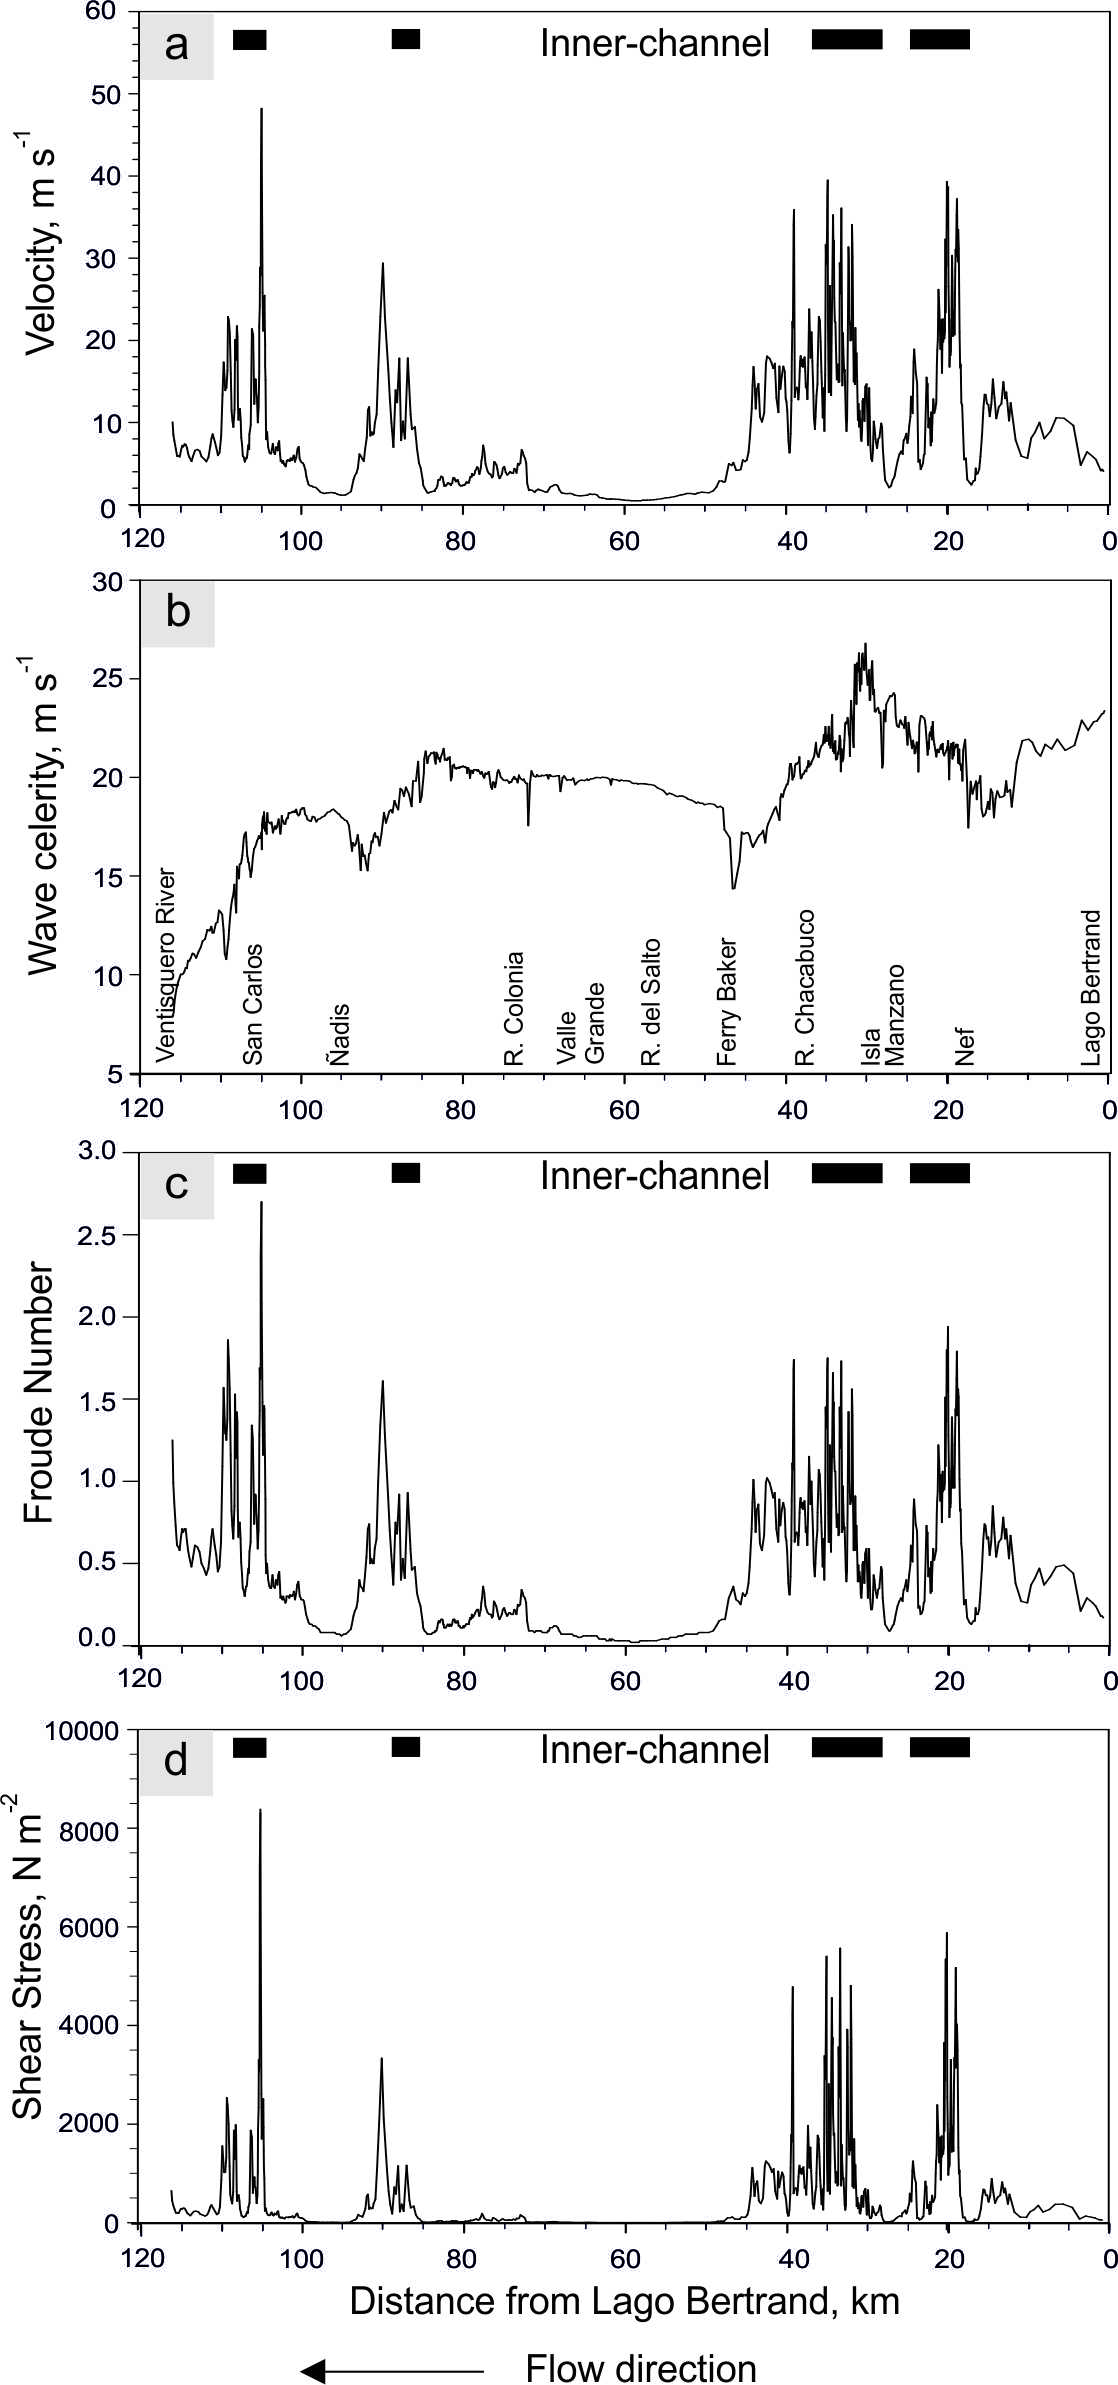 a
Inner-channel
Velocity, m s-1
60
50
40
30
20
10
0
120 100 80 60 40 20 0
b
Wave celerity, m s-1
30
25
20
15
10
5
Ventisquero River
San Carlos
Ñadis
R. Colonia
Valle
Grande
R. del Salto
Ferry Baker
R. Chacabuco
Isla
Manzano
Nef
Lago Bertrand
120 100 80 60 40 20 0
c
Inner-channel
Froude Number
3.0
2.5
2.0
1.5
1.0
0.5
0.0
120 100 80 60 40 20 0
d
Inner-channel
Shear Stress, N m-2
10000
8000
6000
4000
2000
0
120 100 80 60 40 20 0
Distance from Lago Bertrand, km
Flow direction